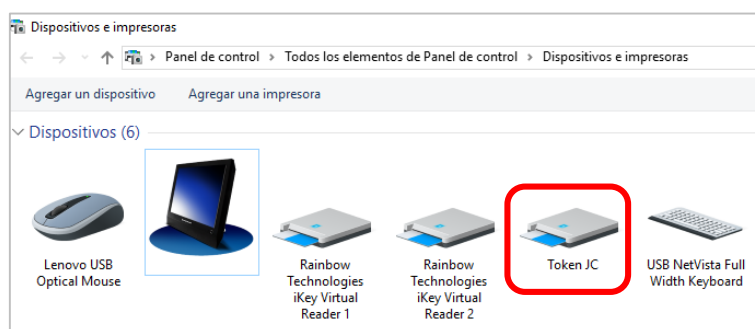 Dispositivos e impresoras
Panel de control > Todos los elementos de Panel de control > Dispositivos e impresoras
Agregar un dispositivo Agregar una impresora
Dispositivos (6)
Lenovo USB
Optical Mouse
Rainbow
Technologies
iKey Virtual
Reader 1
Rainbow
Technologies
iKey Virtual
Reader 2
Token JC
USB NetVista Full
Width Keyboard